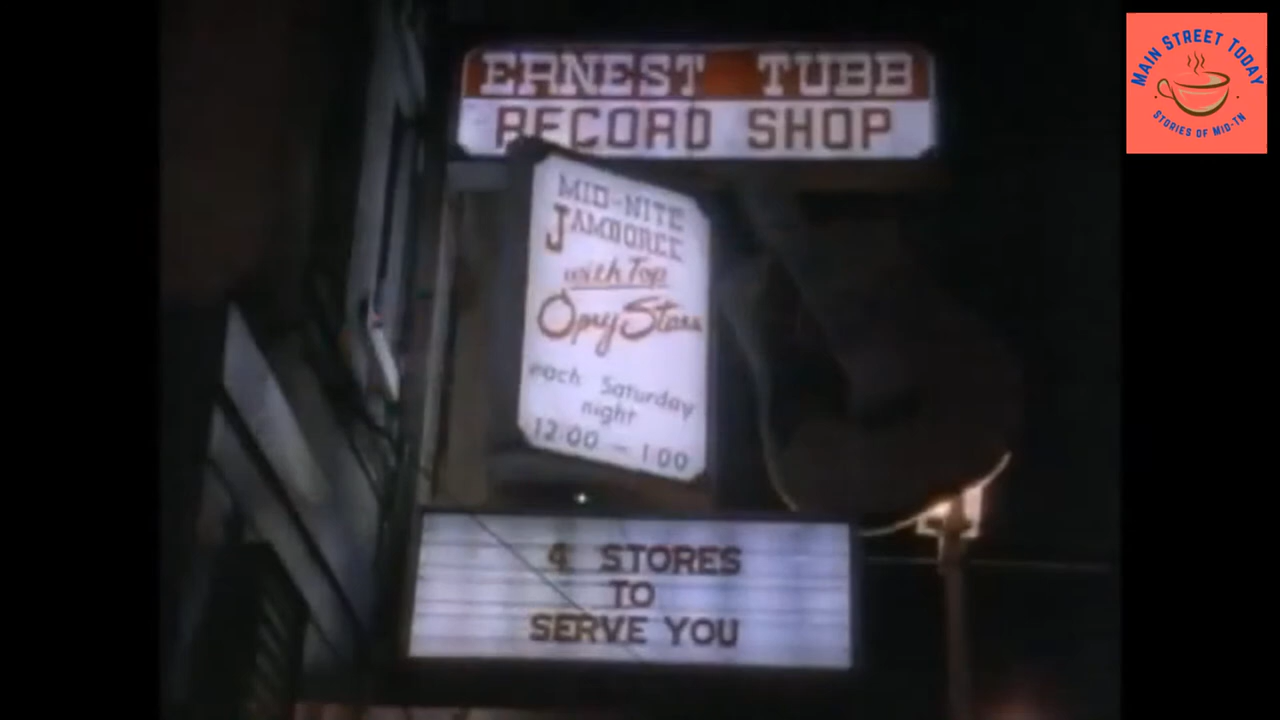 ERNEST TUBB
RECORD SHOP
MID-NITE
JAMBOREE
with Top
Opry Stars
each Saturday
night
12:00 - 1:00
4 STORES
TO
SERVE YOU
MAIN STREET TODAY
STORIES OF MID-TN